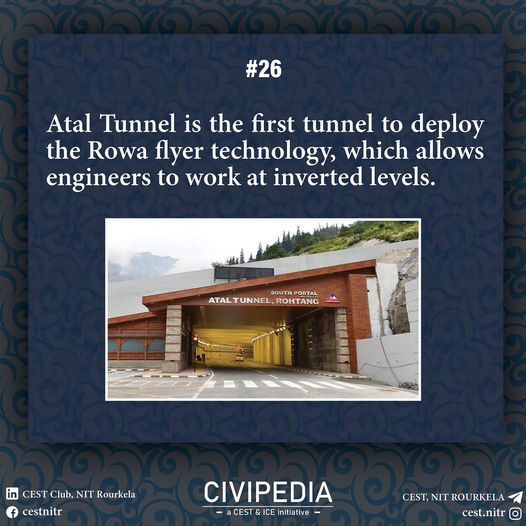 #26
Atal Tunnel is the first tunnel to deploy
the Rowa flyer technology, which allows
engineers to work at inverted levels.
SOUTH PORTAL
ATAL TUNNEL, ROHTANG
CEST Club, NIT Rourkela
cestnitr
CIVIPEDIA
a CEST & ICE initiative
CEST, NIT ROURKELA
cest.nitr